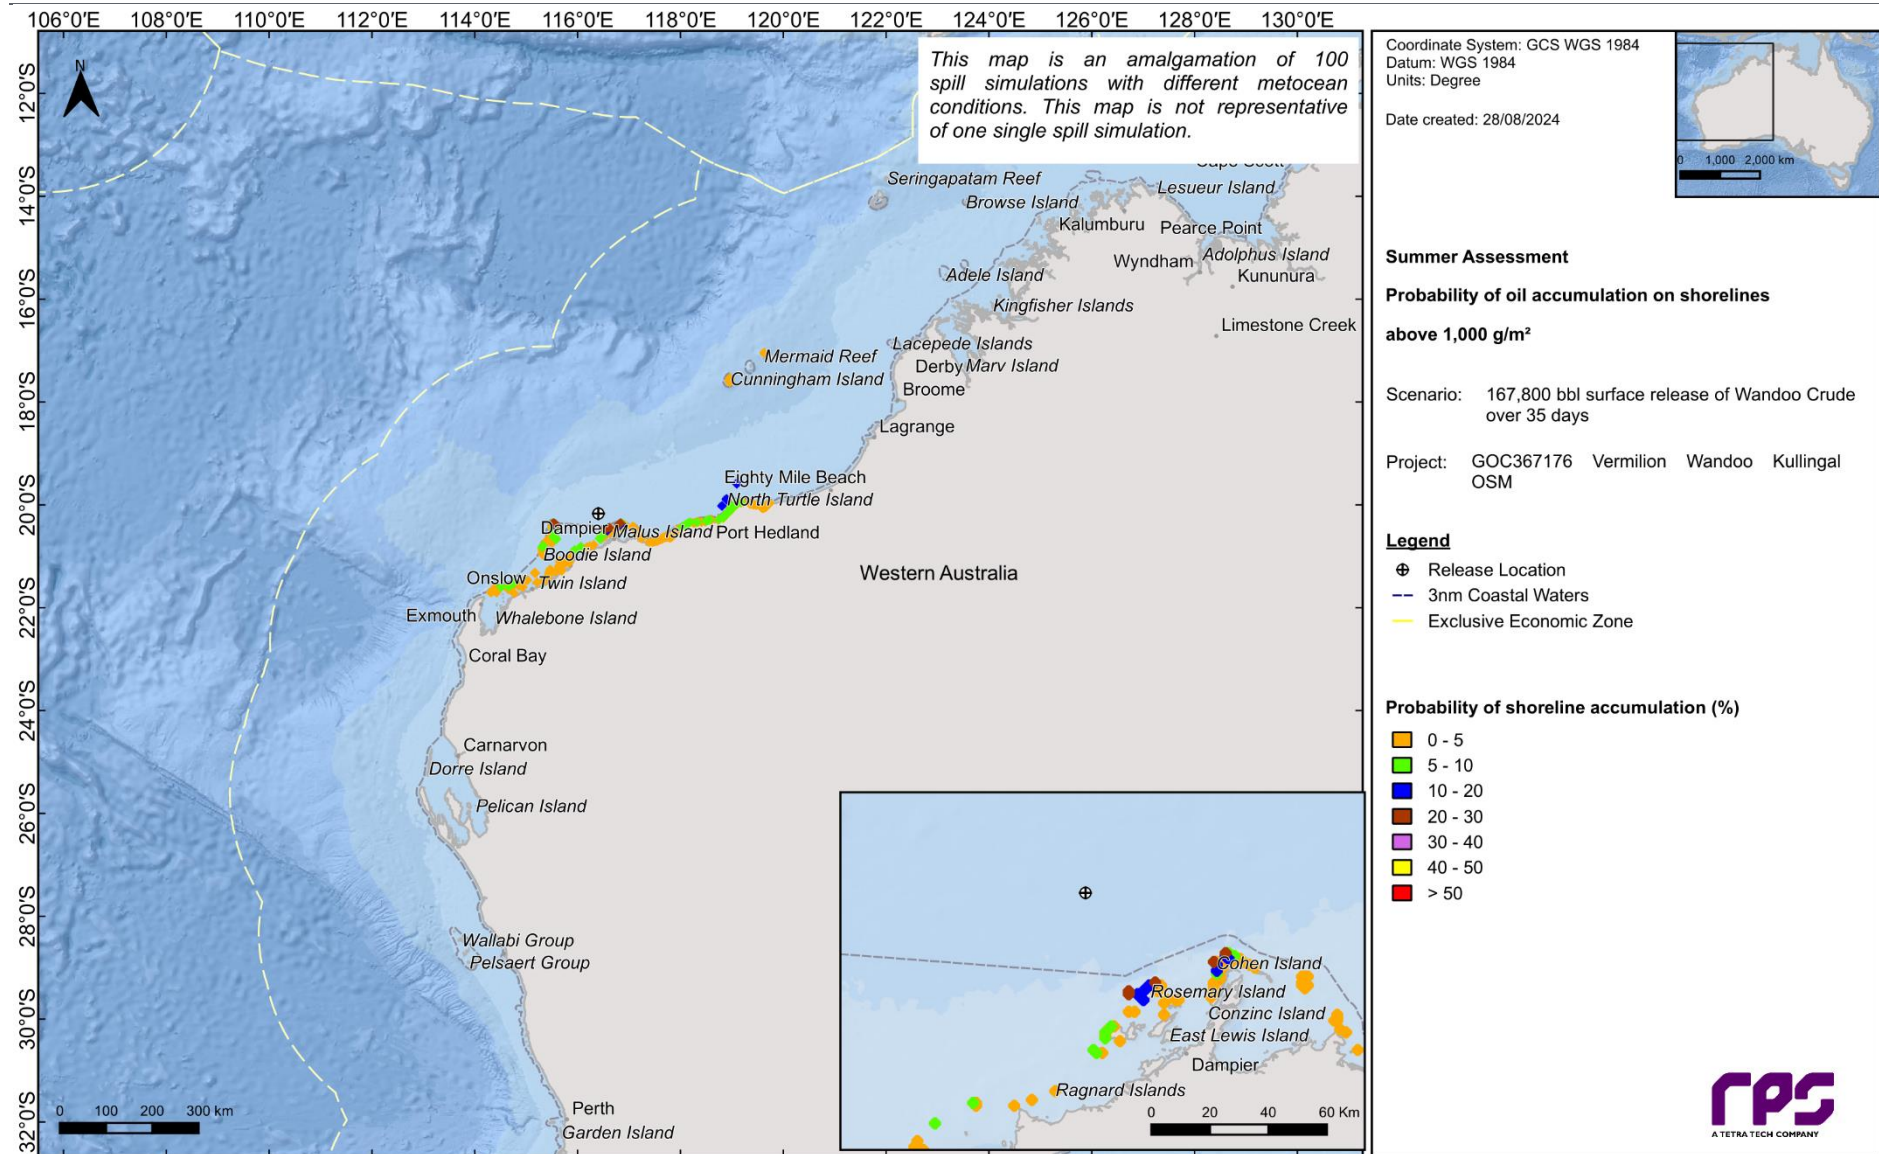 106°0'E 108°0'E 110°0'E 112°0'E 114°0'E 116°0'E 118°0'E 120°0'E 122°0'E 124°0'E 126°0'E 128°0'E 130°0'E
12°0'S
14°0'S
16°0'S
18°0'S
20°0'S
22°0'S
24°0'S
26°0'S
28°0'S
30°0'S
32°0'S
N
This map is an amalgamation of 100
spill simulations with different metocean
conditions. This map is not representative
of one single spill simulation.
Cape Scott
Seringapatam Reef
Lesueur Island
Browse Island
Kalumburu
Pearce Point
Adolphus Island
Wyndham
Kununura
Adele Island
Kingfisher Islands
Limestone Creek
Lacepede Islands
Mermaid Reef
Derby
Mary Island
Cunningham Island
Broome
Lagrange
Eighty Mile Beach
North Turtle Island
Dampier
Malus Island
Port Hedland
Boodie Island
Western Australia
Onslow
Twin Island
Exmouth
Whalebone Island
Coral Bay
Carnarvon
Dorre Island
Pelican Island
Wallabi Group
Pelsaert Group
Perth
Garden Island
0 100 200 300 km
Cohen Island
Rosemary Island
Conzinc Island
East Lewis Island
Dampier
Ragnard Islands
0 20 40 60 Km
Coordinate System: GCS WGS 1984
Datum: WGS 1984
Units: Degree
Date created: 28/08/2024
0 1,000 2,000 km
Summer Assessment
Probability of oil accumulation on shorelines
above 1,000 g/m²
Scenario: 167,800 bbl surface release of Wandoo Crude
over 35 days
Project: GOC367176 Vermilion Wandoo Kullingal
OSM
Legend
Release Location
3nm Coastal Waters
Exclusive Economic Zone
Probability of shoreline accumulation (%)
0 - 5
5 - 10
10 - 20
20 - 30
30 - 40
40 - 50
> 50
rps
A TETRA TECH COMPANY